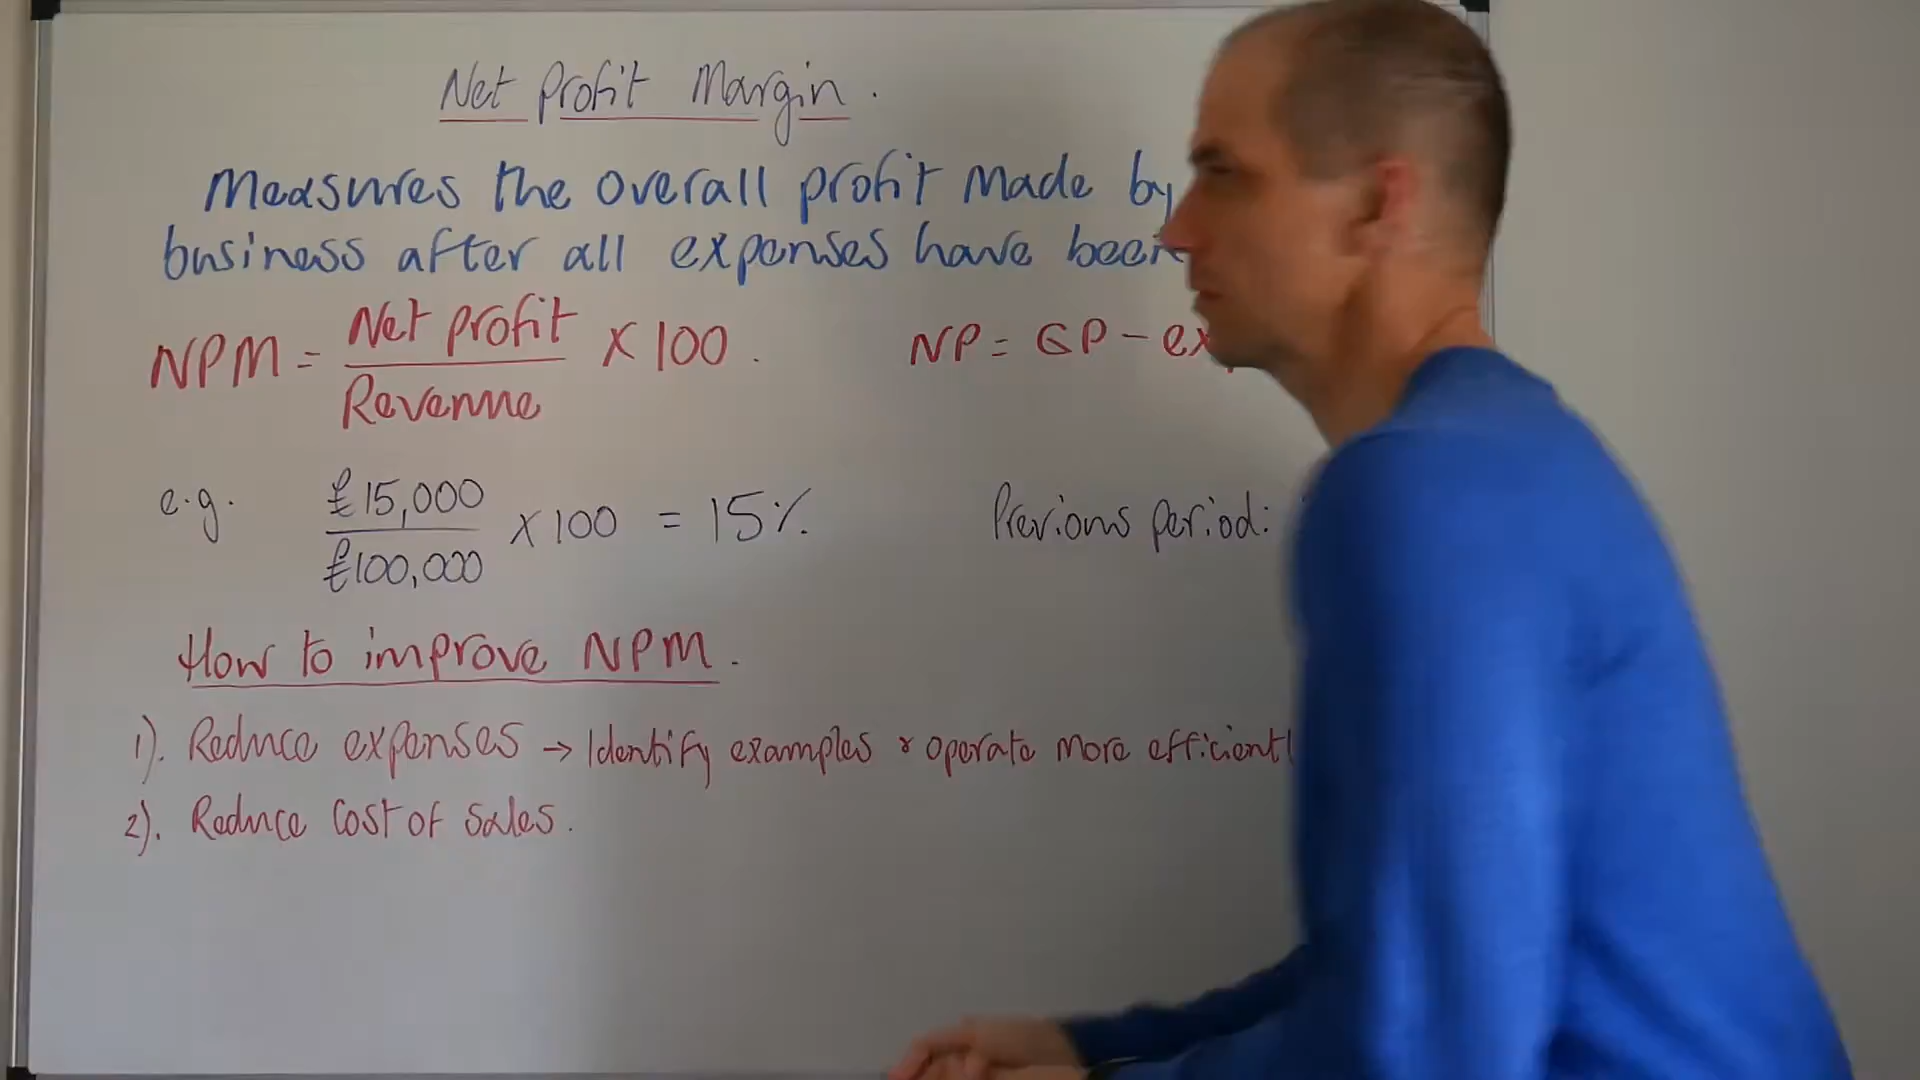 Net Profit Margin.
Measures the overall profit made by
business after all expenses have been
NPM = Net profit / Revenue × 100.
NP = GP - ex
e.g. £15,000 / £100,000 × 100 = 15%
Previous period:
How to improve NPM.
1). Reduce expenses → Identify examples & operate more efficientl
2). Reduce cost of sales.